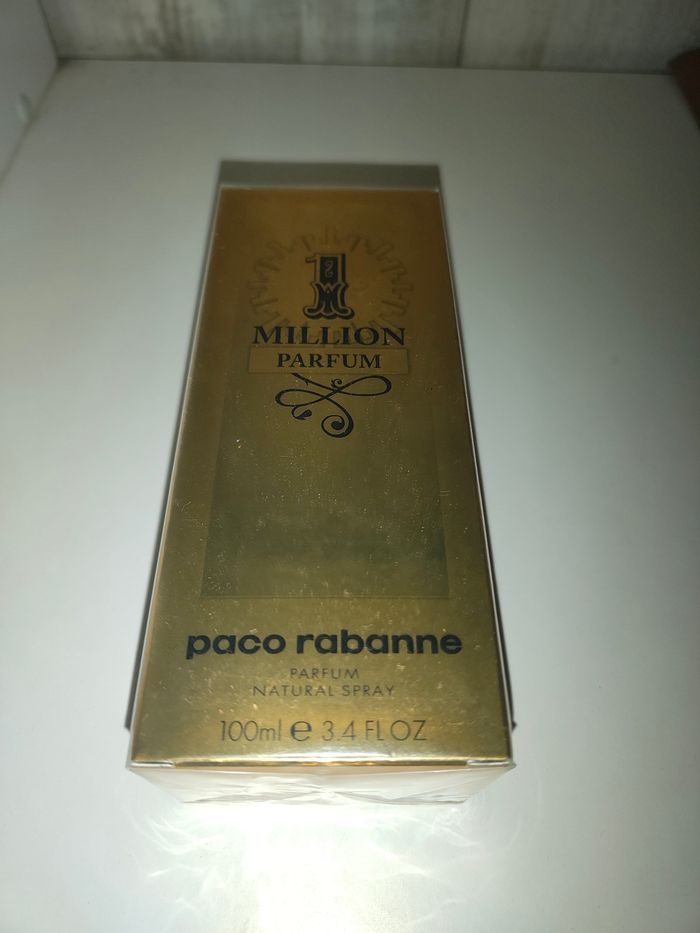 1
MILLION
PARFUM
paco rabanne
PARFUM
NATURAL SPRAY
100ml e 3.4 FL OZ